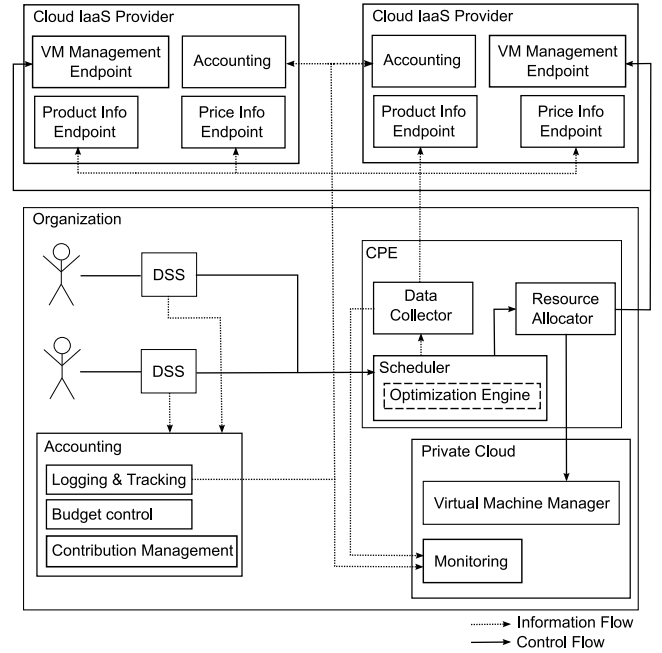 Cloud IaaS Provider
VM Management
Endpoint
Accounting
Product Info
Endpoint
Price Info
Endpoint
Cloud IaaS Provider
Accounting
VM Management
Endpoint
Product Info
Endpoint
Price Info
Endpoint
Organization
DSS
DSS
CPE
Data
Collector
Resource
Allocator
Scheduler
Optimization Engine
Accounting
Logging & Tracking
Budget control
Contribution Management
Private Cloud
Virtual Machine Manager
Monitoring
Information Flow
Control Flow